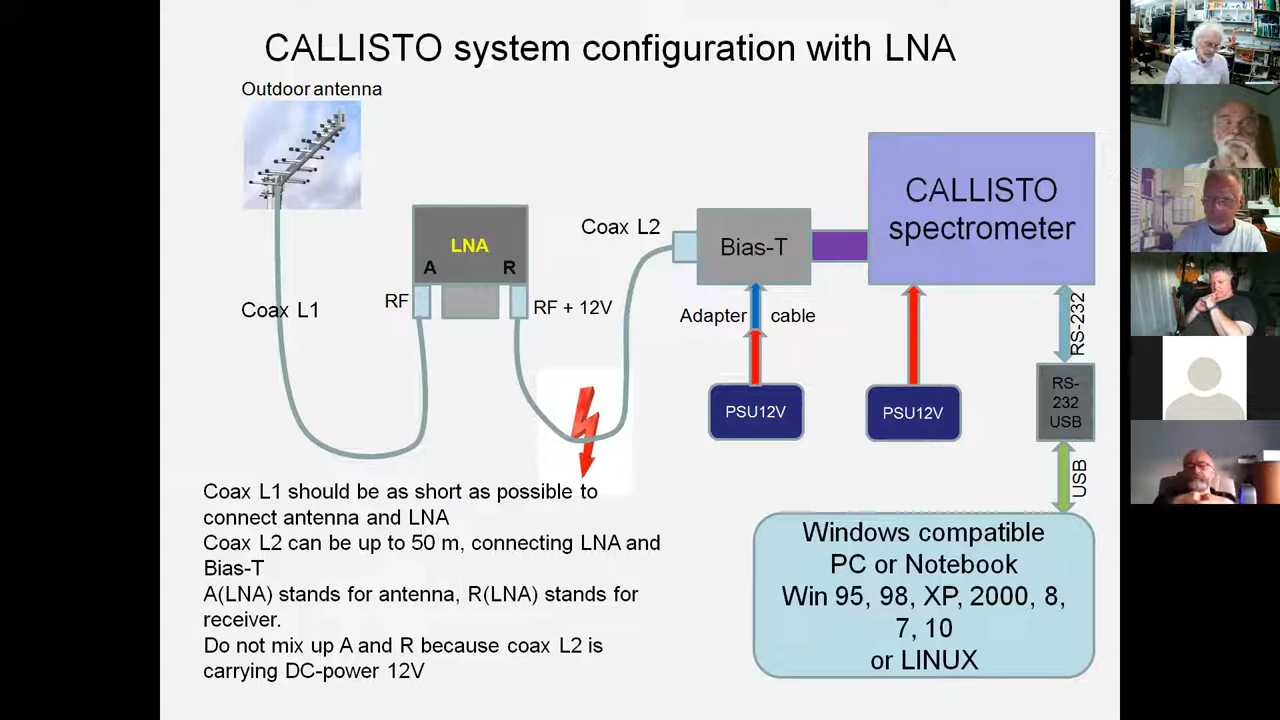 CALLISTO system configuration with LNA
Outdoor antenna
CALLISTO
spectrometer
Coax L2
Bias-T
LNA
A
R
Coax L1
RF
RF + 12V
Adapter
cable
RS-232
PSU12V
PSU12V
RS-
232
USB
USB
Coax L1 should be as short as possible to
connect antenna and LNA
Coax L2 can be up to 50 m, connecting LNA and
Bias-T
A(LNA) stands for antenna, R(LNA) stands for
receiver.
Do not mix up A and R because coax L2 is
carrying DC-power 12V
Windows compatible
PC or Notebook
Win 95, 98, XP, 2000, 8,
7, 10
or LINUX